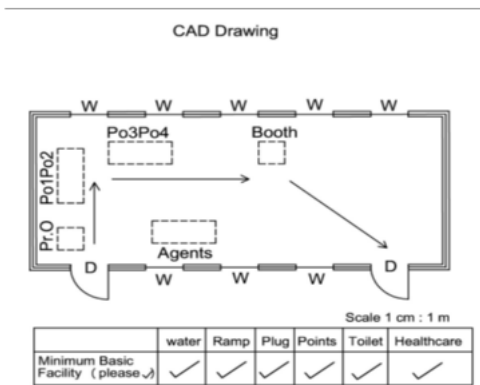 CAD Drawing
W W W W W
Po3Po4 Booth
Po1Po2
Pr.O
Agents
D D
W W W
Scale 1 cm : 1 m
water Ramp Plug Points Toilet Healthcare
Minimum Basic
Facility ( please ✓) ✓ ✓ ✓ ✓ ✓ ✓